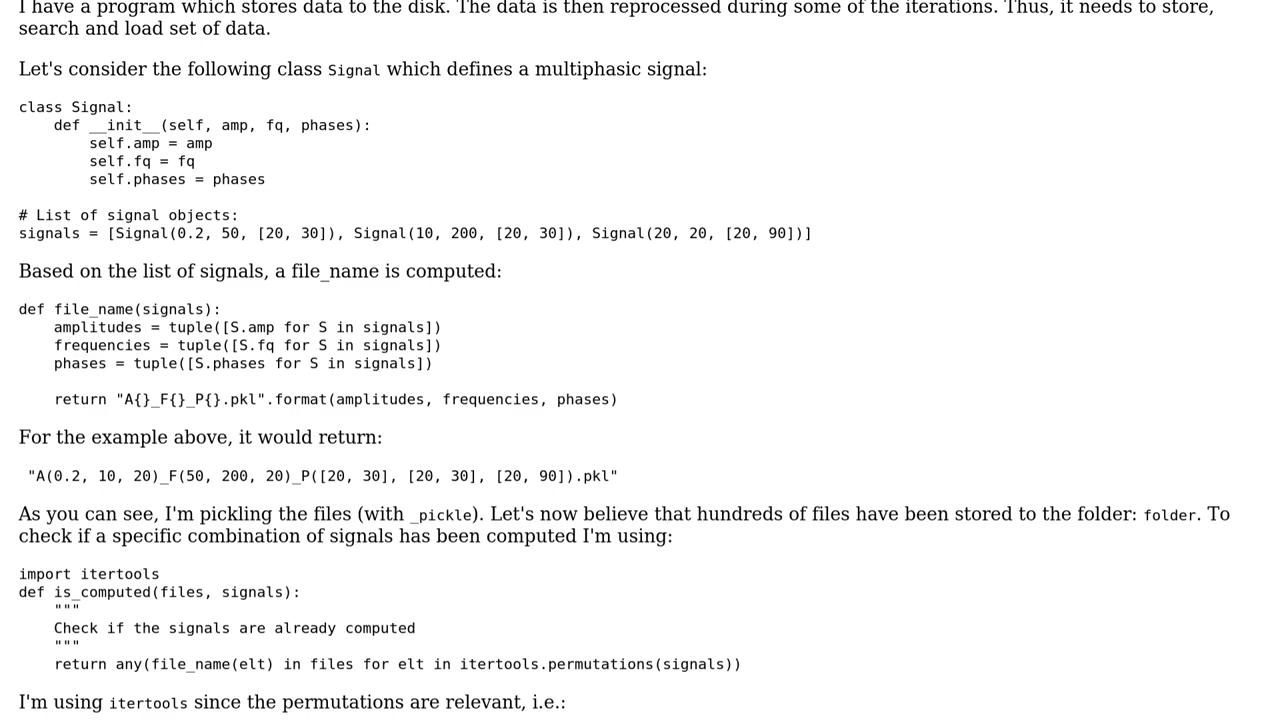 I have a program which stores data to the disk. The data is then reprocessed during some of the iterations. Thus, it needs to store,
search and load set of data.
Let's consider the following class Signal which defines a multiphasic signal:
class Signal:
    def __init__(self, amp, fq, phases):
        self.amp = amp
        self.fq = fq
        self.phases = phases
# List of signal objects:
signals = [Signal(0.2, 50, [20, 30]), Signal(10, 200, [20, 30]), Signal(20, 20, [20, 90])]
Based on the list of signals, a file_name is computed:
def file_name(signals):
    amplitudes = tuple([S.amp for S in signals])
    frequencies = tuple([S.fq for S in signals])
    phases = tuple([S.phases for S in signals])
    return "A{}_F{}_P{}.pkl".format(amplitudes, frequencies, phases)
For the example above, it would return:
 "A(0.2, 10, 20)_F(50, 200, 20)_P([20, 30], [20, 30], [20, 90]).pkl"
As you can see, I'm pickling the files (with _pickle). Let's now believe that hundreds of files have been stored to the folder: folder. To
check if a specific combination of signals has been computed I'm using:
import itertools
def is_computed(files, signals):
    """
    Check if the signals are already computed
    """
    return any(file_name(elt) in files for elt in itertools.permutations(signals))
I'm using itertools since the permutations are relevant, i.e.: